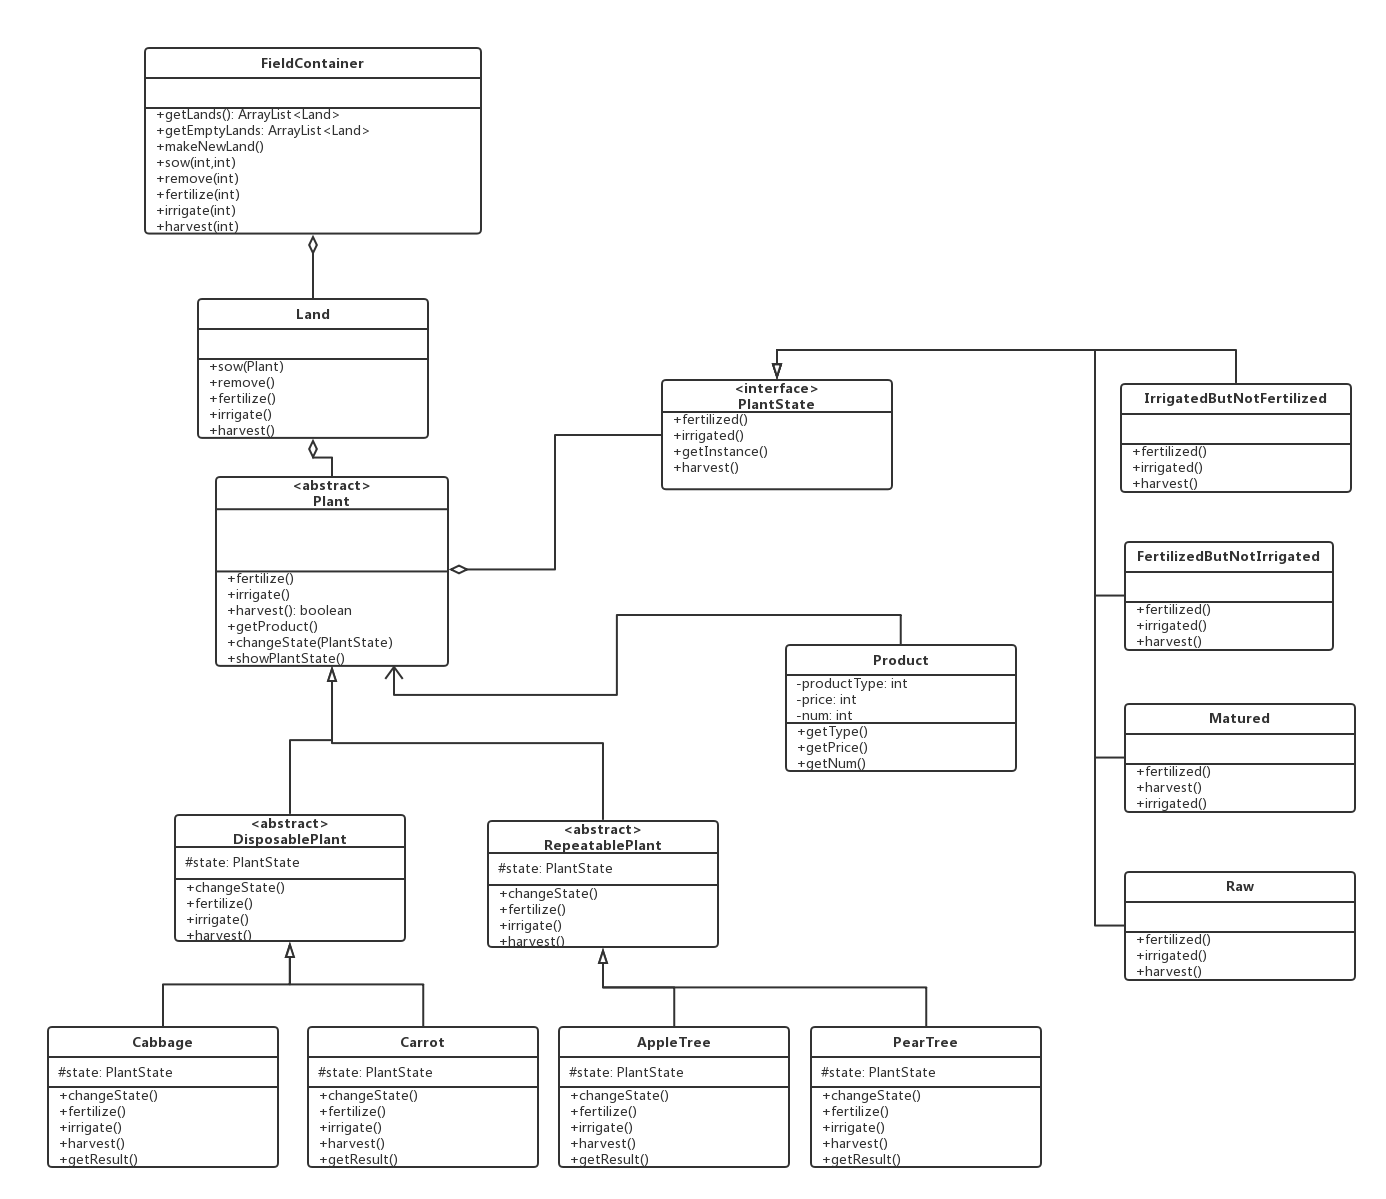 FieldContainer
+getLands(): ArrayList<Land>
+getEmptyLands: ArrayList<Land>
+makeNewLand()
+sow(int,int)
+remove(int)
+fertilize(int)
+irrigate(int)
+harvest(int)
Land
+sow(Plant)
+remove()
+fertilize()
+irrigate()
+harvest()
<abstract>
Plant
+fertilize()
+irrigate()
+harvest(): boolean
+getProduct()
+changeState(PlantState)
+showPlantState()
<interface>
PlantState
+fertilized()
+irrigated()
+getInstance()
+harvest()
IrrigatedButNotFertilized
+fertilized()
+irrigated()
+harvest()
FertilizedButNotIrrigated
+fertilized()
+irrigated()
+harvest()
Product
-productType: int
-price: int
-num: int
+getType()
+getPrice()
+getNum()
Matured
+fertilized()
+harvest()
+irrigated()
<abstract>
DisposablePlant
#state: PlantState
+changeState()
+fertilize()
+irrigate()
+harvest()
<abstract>
RepeatablePlant
#state: PlantState
+changeState()
+fertilize()
+irrigate()
+harvest()
Raw
+fertilized()
+irrigated()
+harvest()
Cabbage
#state: PlantState
+changeState()
+fertilize()
+irrigate()
+harvest()
+getResult()
Carrot
#state: PlantState
+changeState()
+fertilize()
+irrigate()
+harvest()
+getResult()
AppleTree
#state: PlantState
+changeState()
+fertilize()
+irrigate()
+harvest()
+getResult()
PearTree
#state: PlantState
+changeState()
+fertilize()
+irrigate()
+harvest()
+getResult()